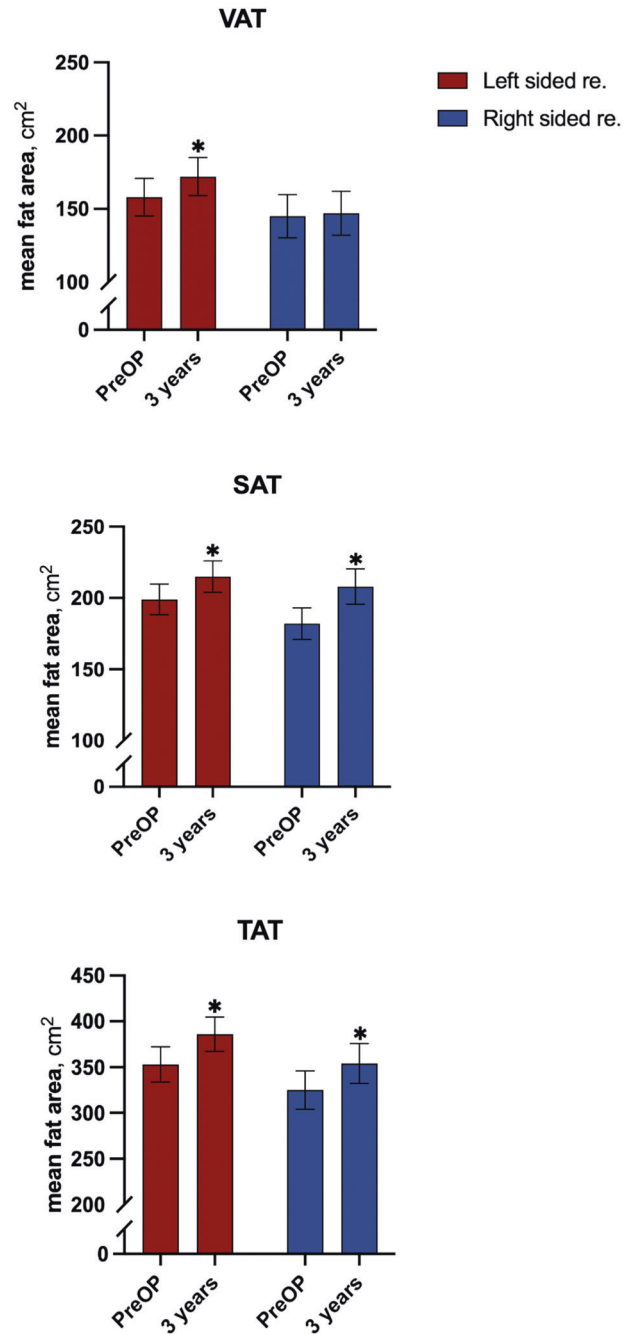 VAT
mean fat area, cm²
250
200
150
100
0
*
PreOP
3 years
PreOP
3 years
Left sided re.
Right sided re.
SAT
mean fat area, cm²
250
200
150
100
0
*
*
PreOP
3 years
PreOP
3 years
TAT
mean fat area, cm²
450
400
350
300
250
200
0
*
*
PreOP
3 years
PreOP
3 years